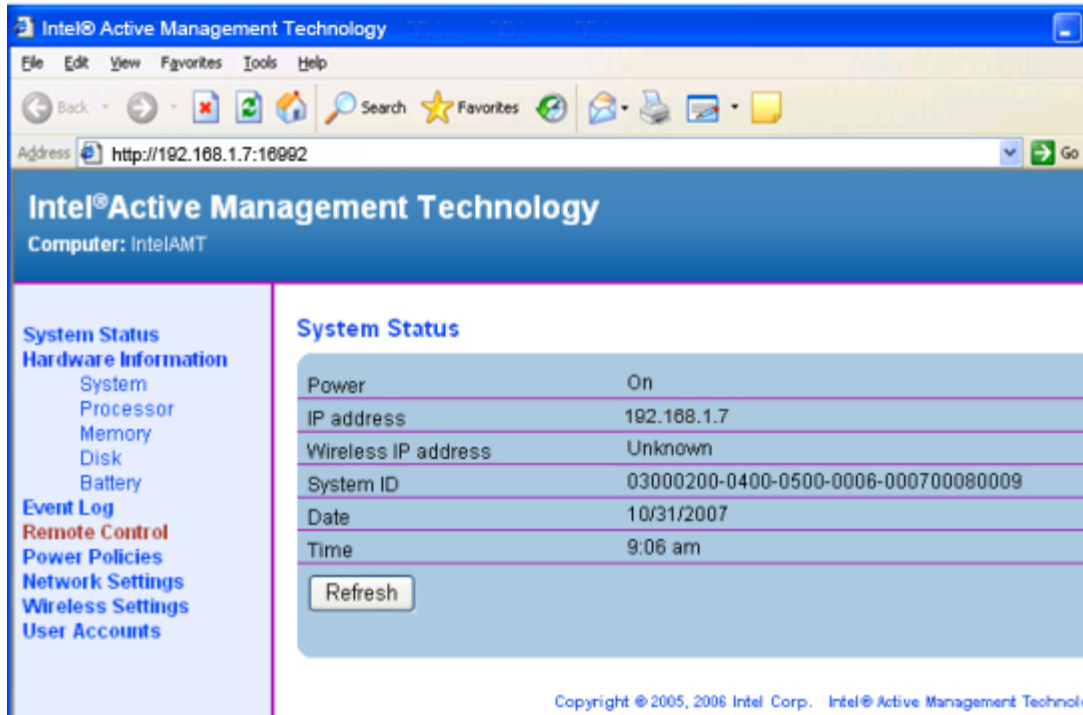 Intel® Active Management Technology
File Edit View Favorites Tools Help
Back Search Favorites
Address http://192.168.1.7:16992 Go
Intel®Active Management Technology
Computer: IntelAMT
System Status
Hardware Information
System
Processor
Memory
Disk
Battery
Event Log
Remote Control
Power Policies
Network Settings
Wireless Settings
User Accounts
System Status
Power On
IP address 192.168.1.7
Wireless IP address Unknown
System ID 03000200-0400-0500-0006-000700080009
Date 10/31/2007
Time 9:06 am
Refresh
Copyright © 2005, 2006 Intel Corp. Intel® Active Management Technol